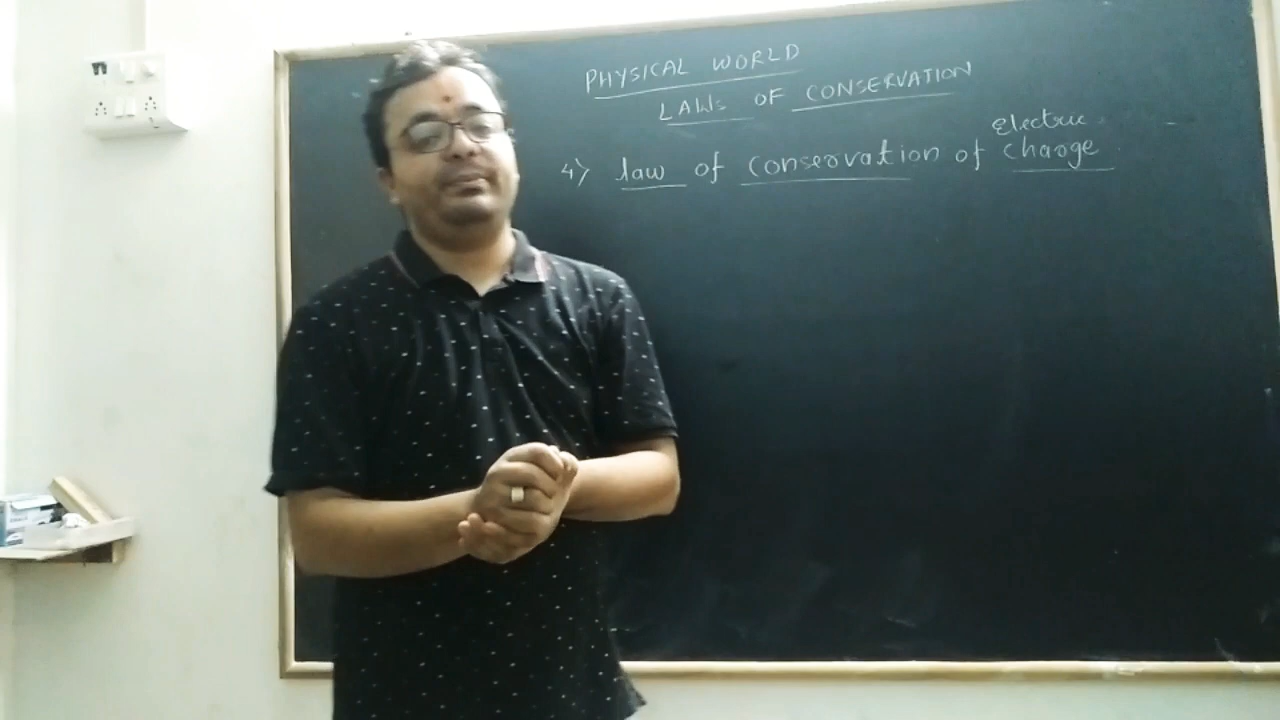 PHYSICAL WORLD
LAWs OF CONSERVATION
electric
4) law of conservation of charge